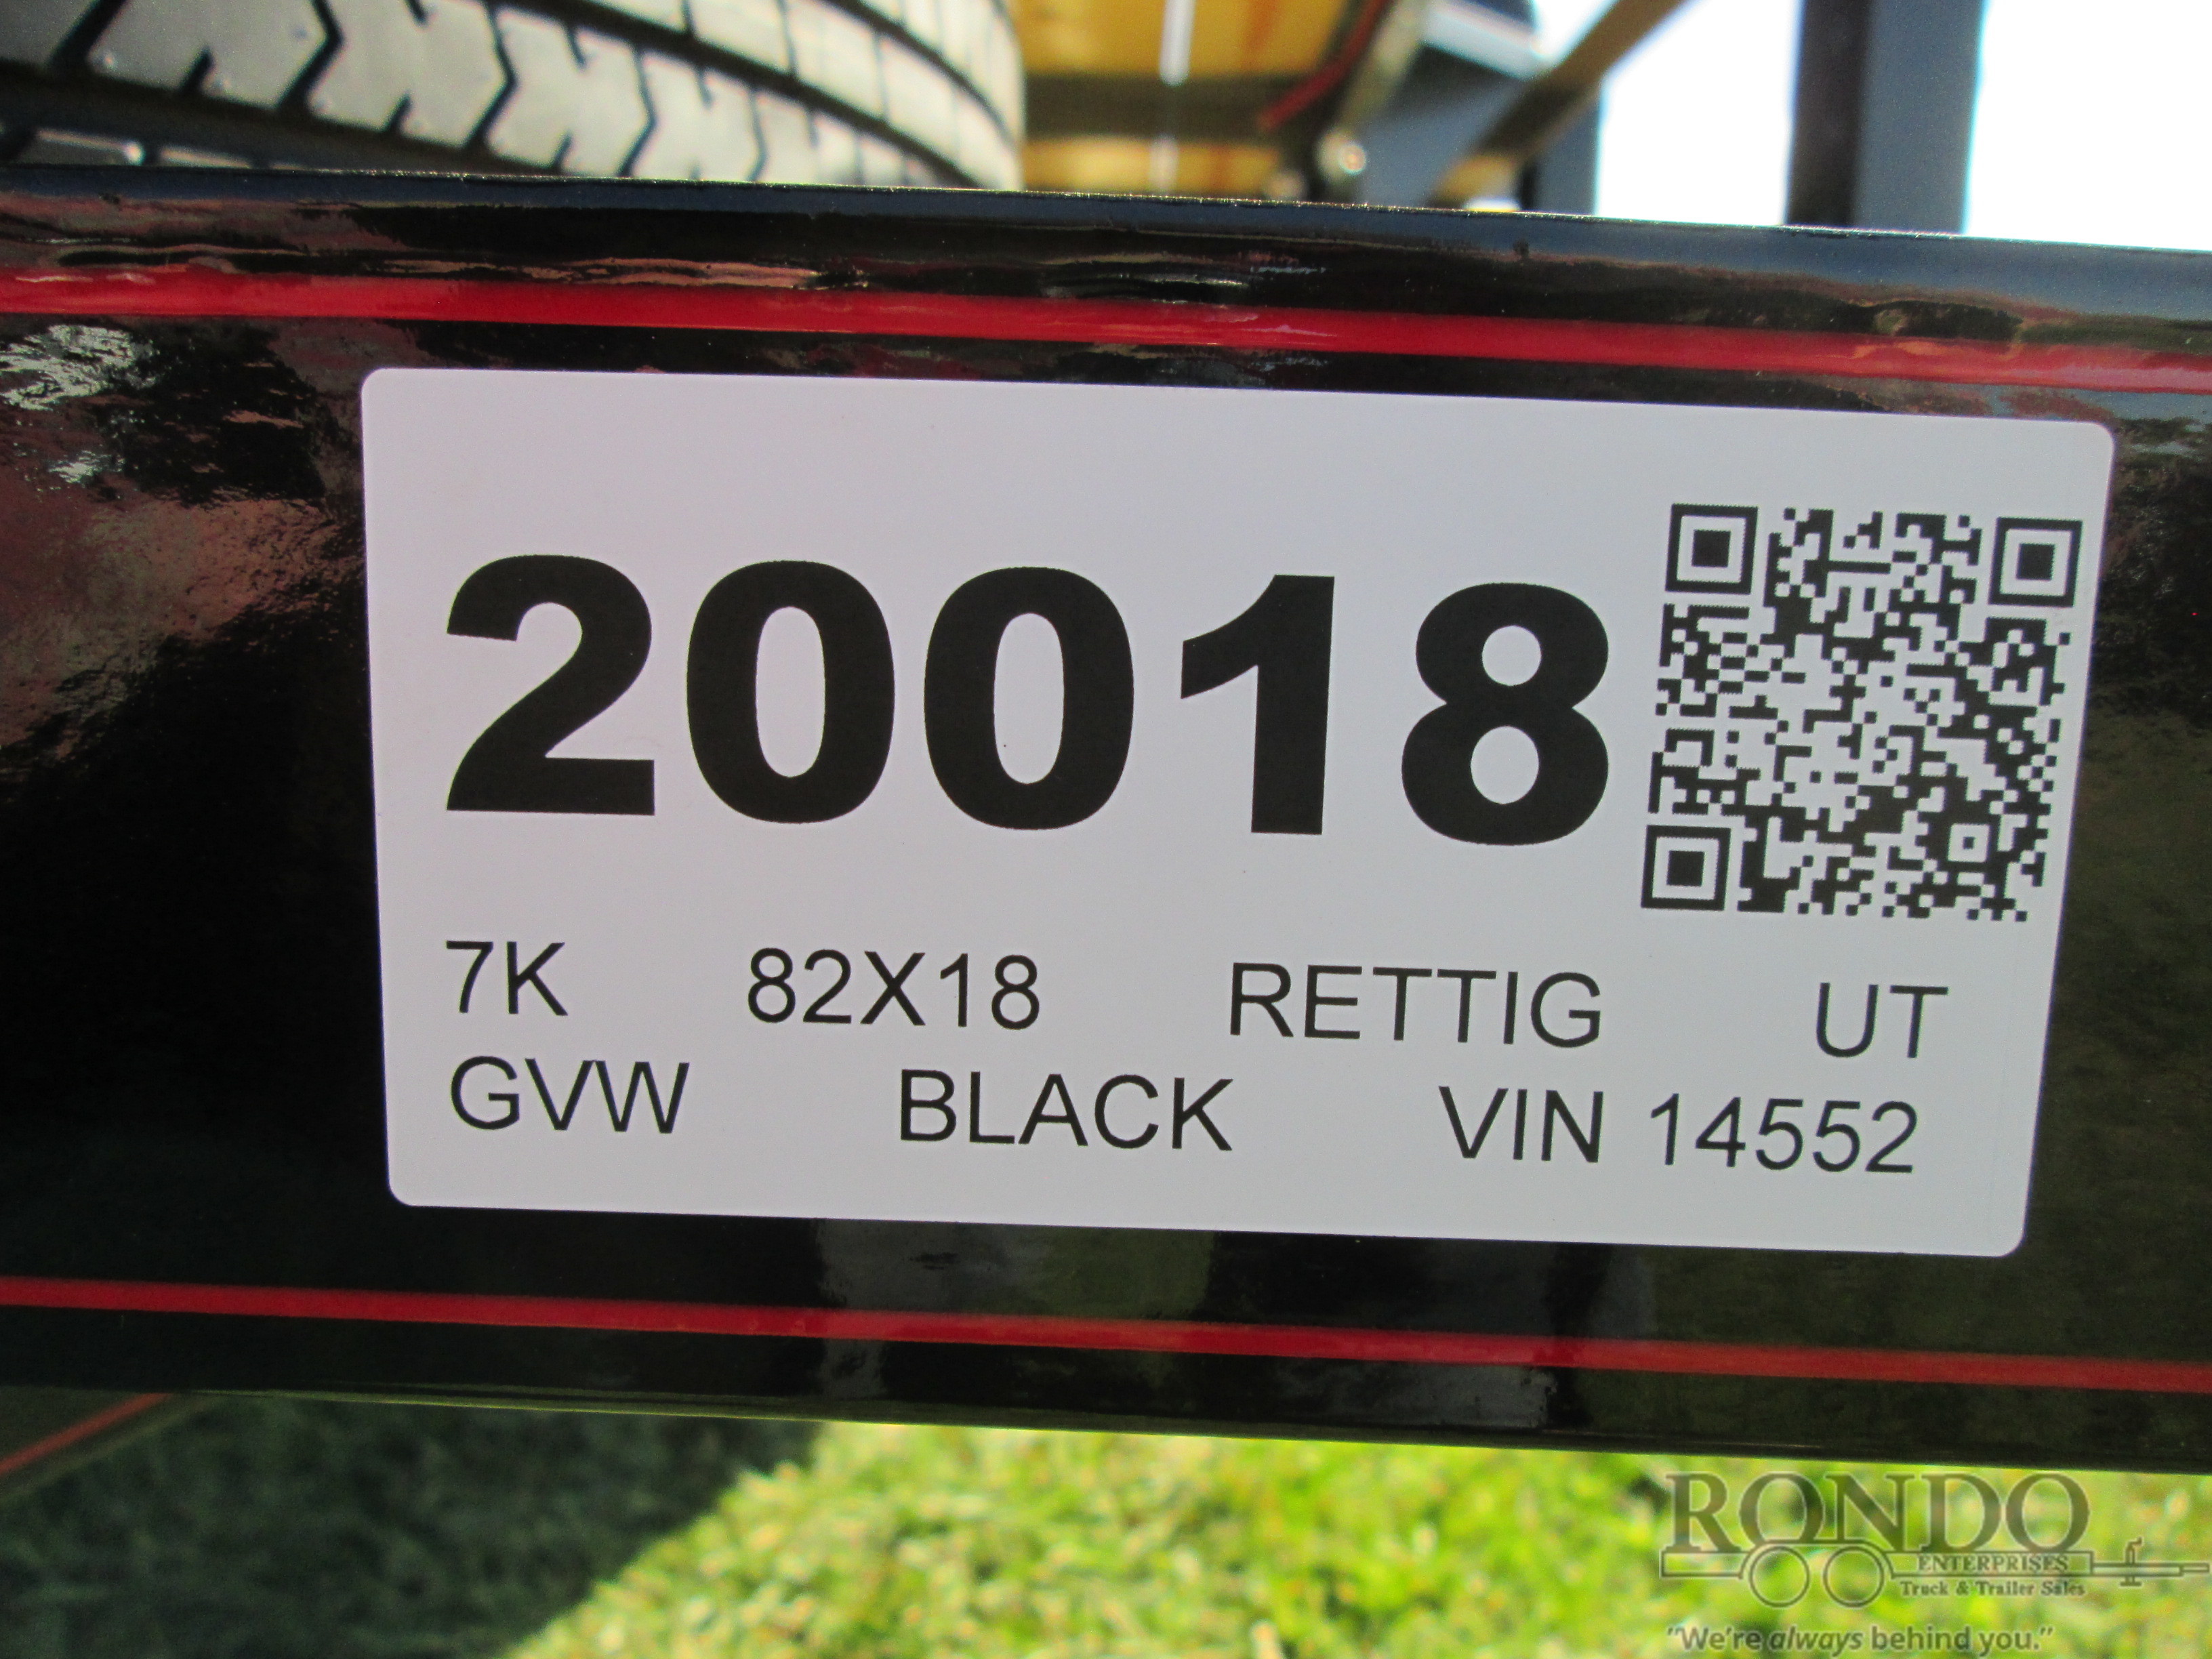 20018
7K 82X18 RETTIG UT
GVW BLACK VIN 14552
RONDO
ENTERPRISES
Truck & Trailer Sales
"We're always behind you."